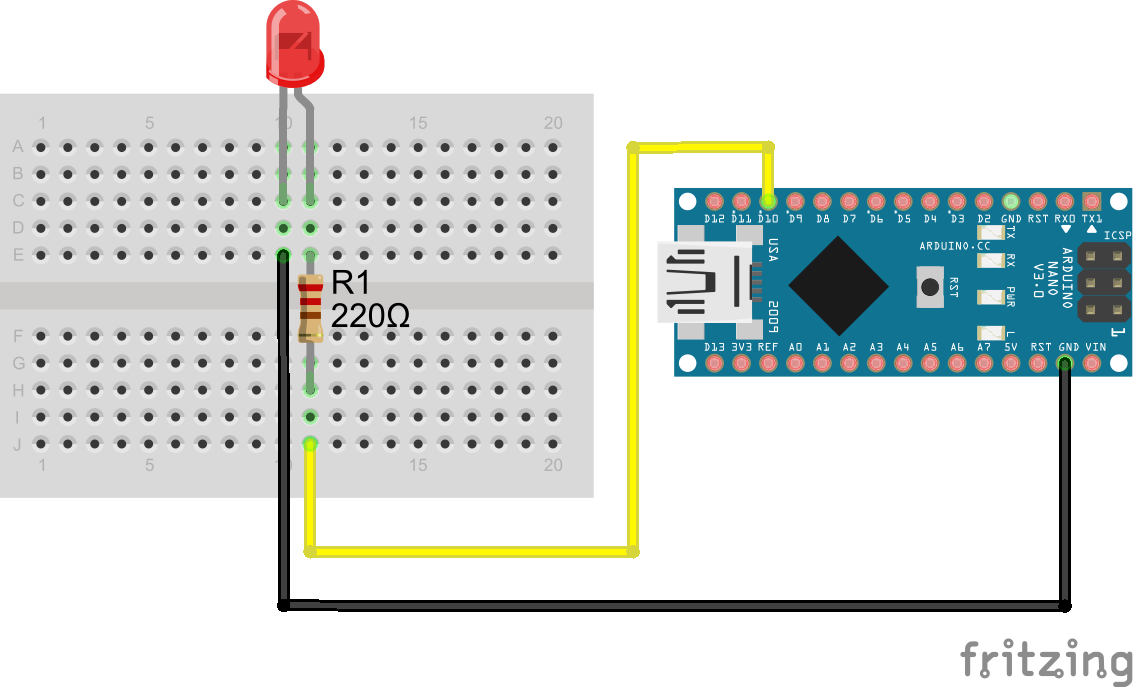 1 5 10 15 20
A
B
C
D
E
R1
220Ω
F
G
H
I
J
1 5 10 15 20
D12 D11 D10 D9 D8 D7 D6 D5 D4 D3 D2 GND RST RX0 TX1
USA
ARDUINO.CC
TX
RX
PWR
L
RST
ARDUINO
NANO
V3.0
ICSP
1
2009
D13 3V3 REF A0 A1 A2 A3 A4 A5 A6 A7 5V RST GND VIN
fritzing